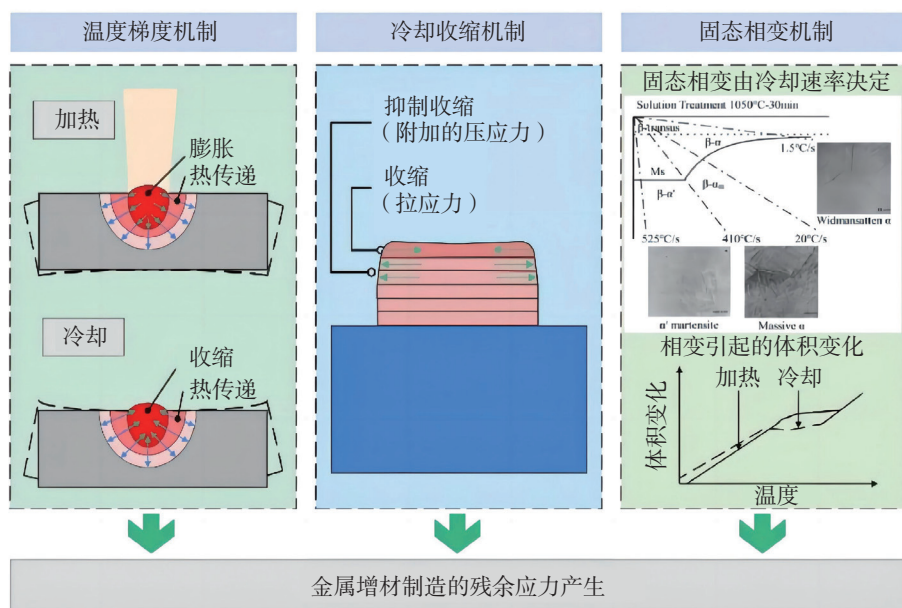 温度梯度机制
冷却收缩机制
固态相变机制
加热
膨胀
热传递
冷却
收缩
热传递
抑制收缩
(附加的压应力)
收缩
(拉应力)
固态相变由冷却速率决定
Solution Treatment 1050°C-30min
β-transus
β-α
1.5°C/s
Ms
β-α'
β-αm
Widmansatten α
525°C/s
410°C/s
20°C/s
α' martensite
Massive α
相变引起的体积变化
加热
冷却
体积变化
温度
金属增材制造的残余应力产生